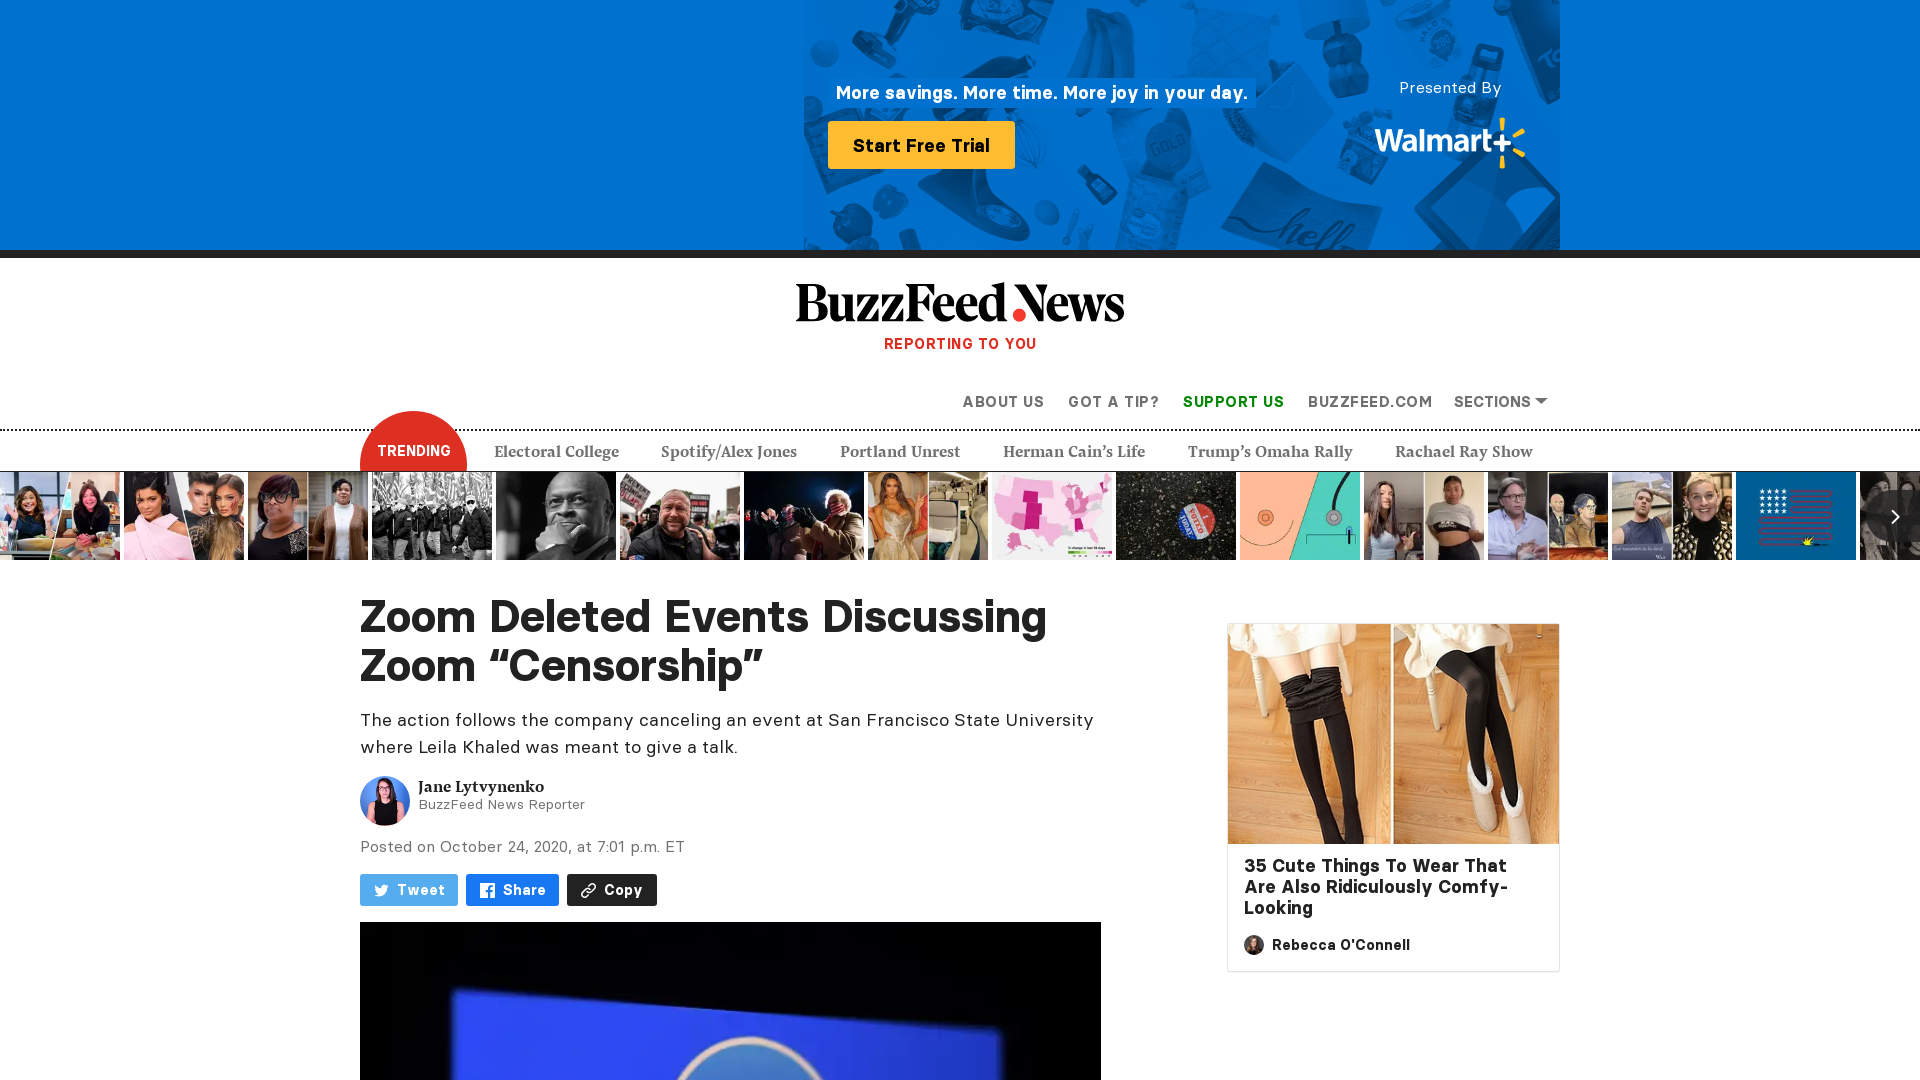 More savings. More time. More joy in your day.
Start Free Trial
Presented By
Walmart+
BuzzFeed News
REPORTING TO YOU
ABOUT US
GOT A TIP?
SUPPORT US
BUZZFEED.COM
SECTIONS
TRENDING
Electoral College
Spotify/Alex Jones
Portland Unrest
Herman Cain’s Life
Trump’s Omaha Rally
Rachael Ray Show
Zoom Deleted Events Discussing
Zoom “Censorship”
The action follows the company canceling an event at San Francisco State University
where Leila Khaled was meant to give a talk.
Jane Lytvynenko
BuzzFeed News Reporter
Posted on October 24, 2020, at 7:01 p.m. ET
Tweet
Share
Copy
35 Cute Things To Wear That
Are Also Ridiculously Comfy-
Looking
Rebecca O'Connell